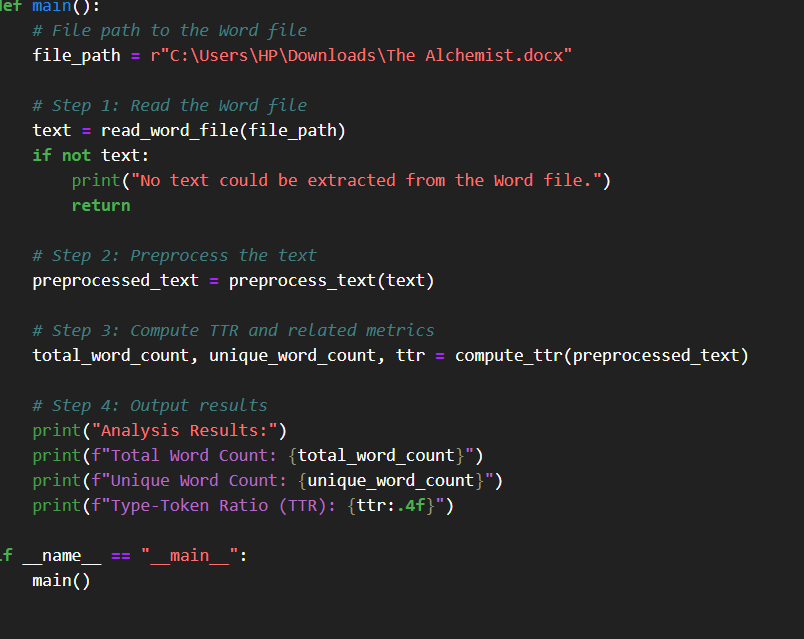 def main():
    # File path to the Word file
    file_path = r"C:\Users\HP\Downloads\The Alchemist.docx"

    # Step 1: Read the Word file
    text = read_word_file(file_path)
    if not text:
        print("No text could be extracted from the Word file.")
        return

    # Step 2: Preprocess the text
    preprocessed_text = preprocess_text(text)

    # Step 3: Compute TTR and related metrics
    total_word_count, unique_word_count, ttr = compute_ttr(preprocessed_text)

    # Step 4: Output results
    print("Analysis Results:")
    print(f"Total Word Count: {total_word_count}")
    print(f"Unique Word Count: {unique_word_count}")
    print(f"Type-Token Ratio (TTR): {ttr:.4f}")

if __name__ == "__main__":
    main()